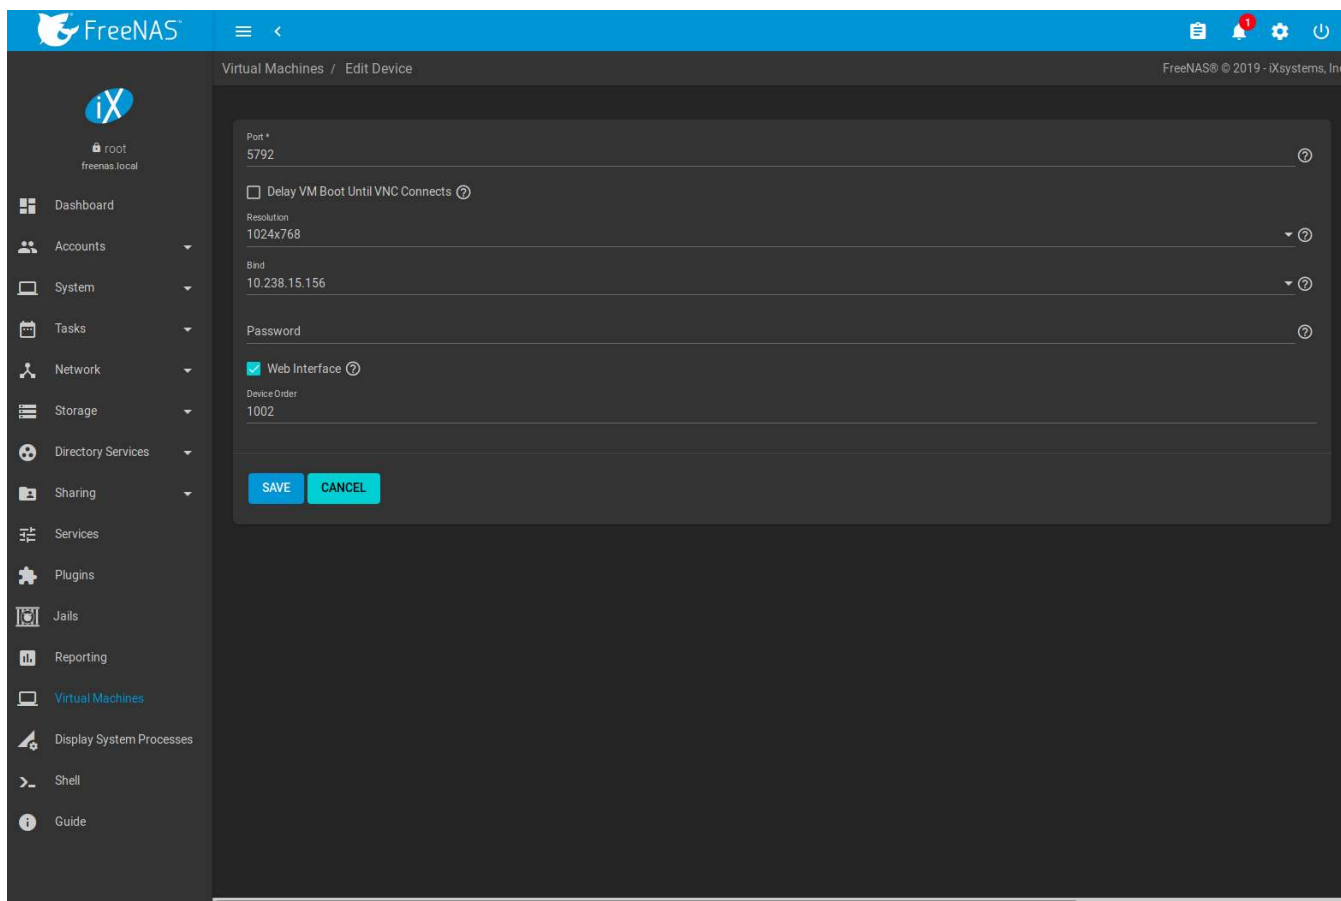 FreeNAS
1
Virtual Machines / Edit Device
FreeNAS® © 2019 - iXsystems, Inc
iX
root
freenas.local
Dashboard
Accounts
System
Tasks
Network
Storage
Directory Services
Sharing
Services
Plugins
Jails
Reporting
Virtual Machines
Display System Processes
Shell
Guide
Port *
5792
Delay VM Boot Until VNC Connects
Resolution
1024x768
Bind
10.238.15.156
Password
Web Interface
Device Order
1002
SAVE CANCEL